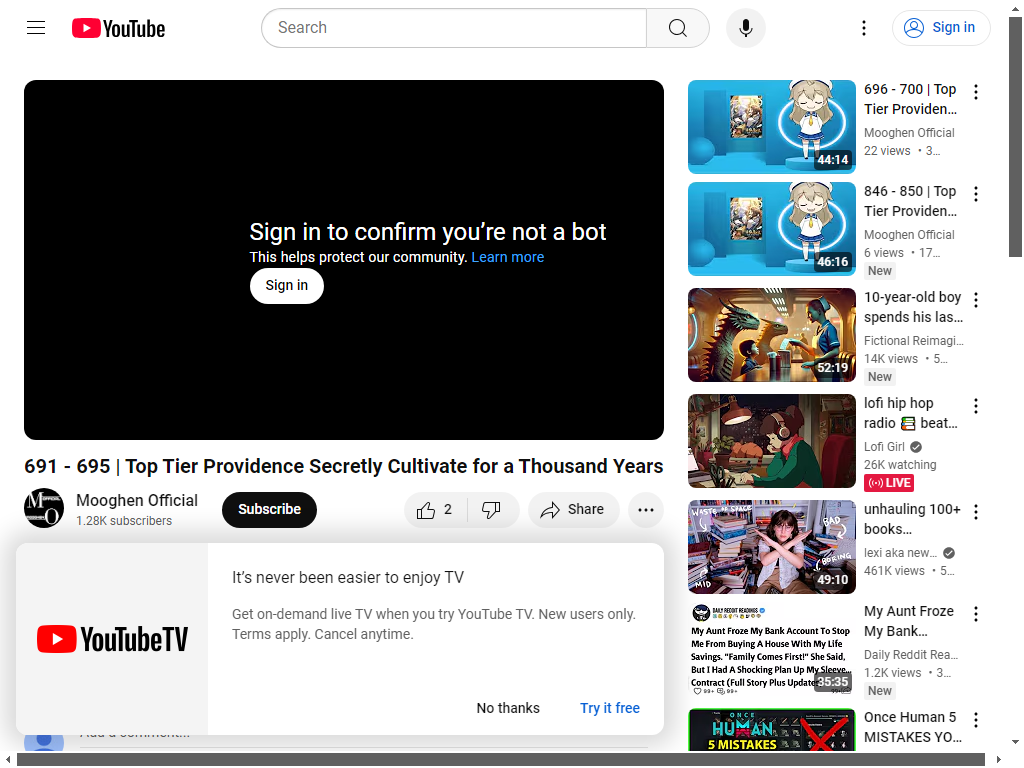 YouTube
Search
Sign in
Sign in to confirm you're not a bot
This helps protect our community. Learn more
Sign in
691 - 695 | Top Tier Providence Secretly Cultivate for a Thousand Years
Mooghen Official
1.28K subscribers
Subscribe
2
Share
It's never been easier to enjoy TV
Get on-demand live TV when you try YouTube TV. New users only.
Terms apply. Cancel anytime.
YouTubeTV
No thanks
Try it free
Add a comment...
44:14
696 - 700 | Top
Tier Providen...
Mooghen Official
22 views • 3...
46:16
846 - 850 | Top
Tier Providen...
Mooghen Official
6 views • 17...
New
52:19
10-year-old boy
spends his las...
Fictional Reimagi...
14K views • 5...
New
lofi hip hop
radio 📚 beat...
Lofi Girl
26K watching
LIVE
WASTE OF SPACE
BAD
BORING
MID
49:10
unhauling 100+
books...
lexi aka new...
461K views • 5...
DAILY REDDIT READINGS
My Aunt Froze My Bank Account To Stop
Me From Buying A House With My Life
Savings. "Family Comes First!" She Said,
But I Had A Shocking Plan Up My Sleeve...
Contract (Full Story Plus Update
99+ 99+
35:35
My Aunt Froze
My Bank...
Daily Reddit Rea...
1.2K views • 3...
New
ONCE
HUMAN
5 MISTAKES
Once Human 5
MISTAKES YO...